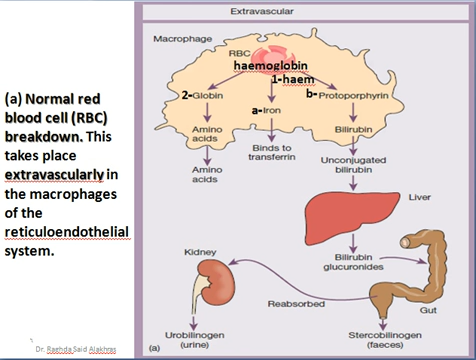 Extravascular
(a) Normal red
blood cell (RBC)
breakdown. This
takes place
extravascularly in
the macrophages
of the
reticuloendothelial
system.
Dr. Raghda Said Alakhras
Macrophage
RBC
haemoglobin
1-haem
2-Globin
a-Iron
b-Protoporphyrin
Amino
acids
Binds to
transferrin
Bilirubin
Amino
acids
Unconjugated
bilirubin
Liver
Bilirubin
glucuronides
Kidney
Reabsorbed
Gut
Urobilinogen
(urine)
Stercobilinogen
(faeces)
(a)